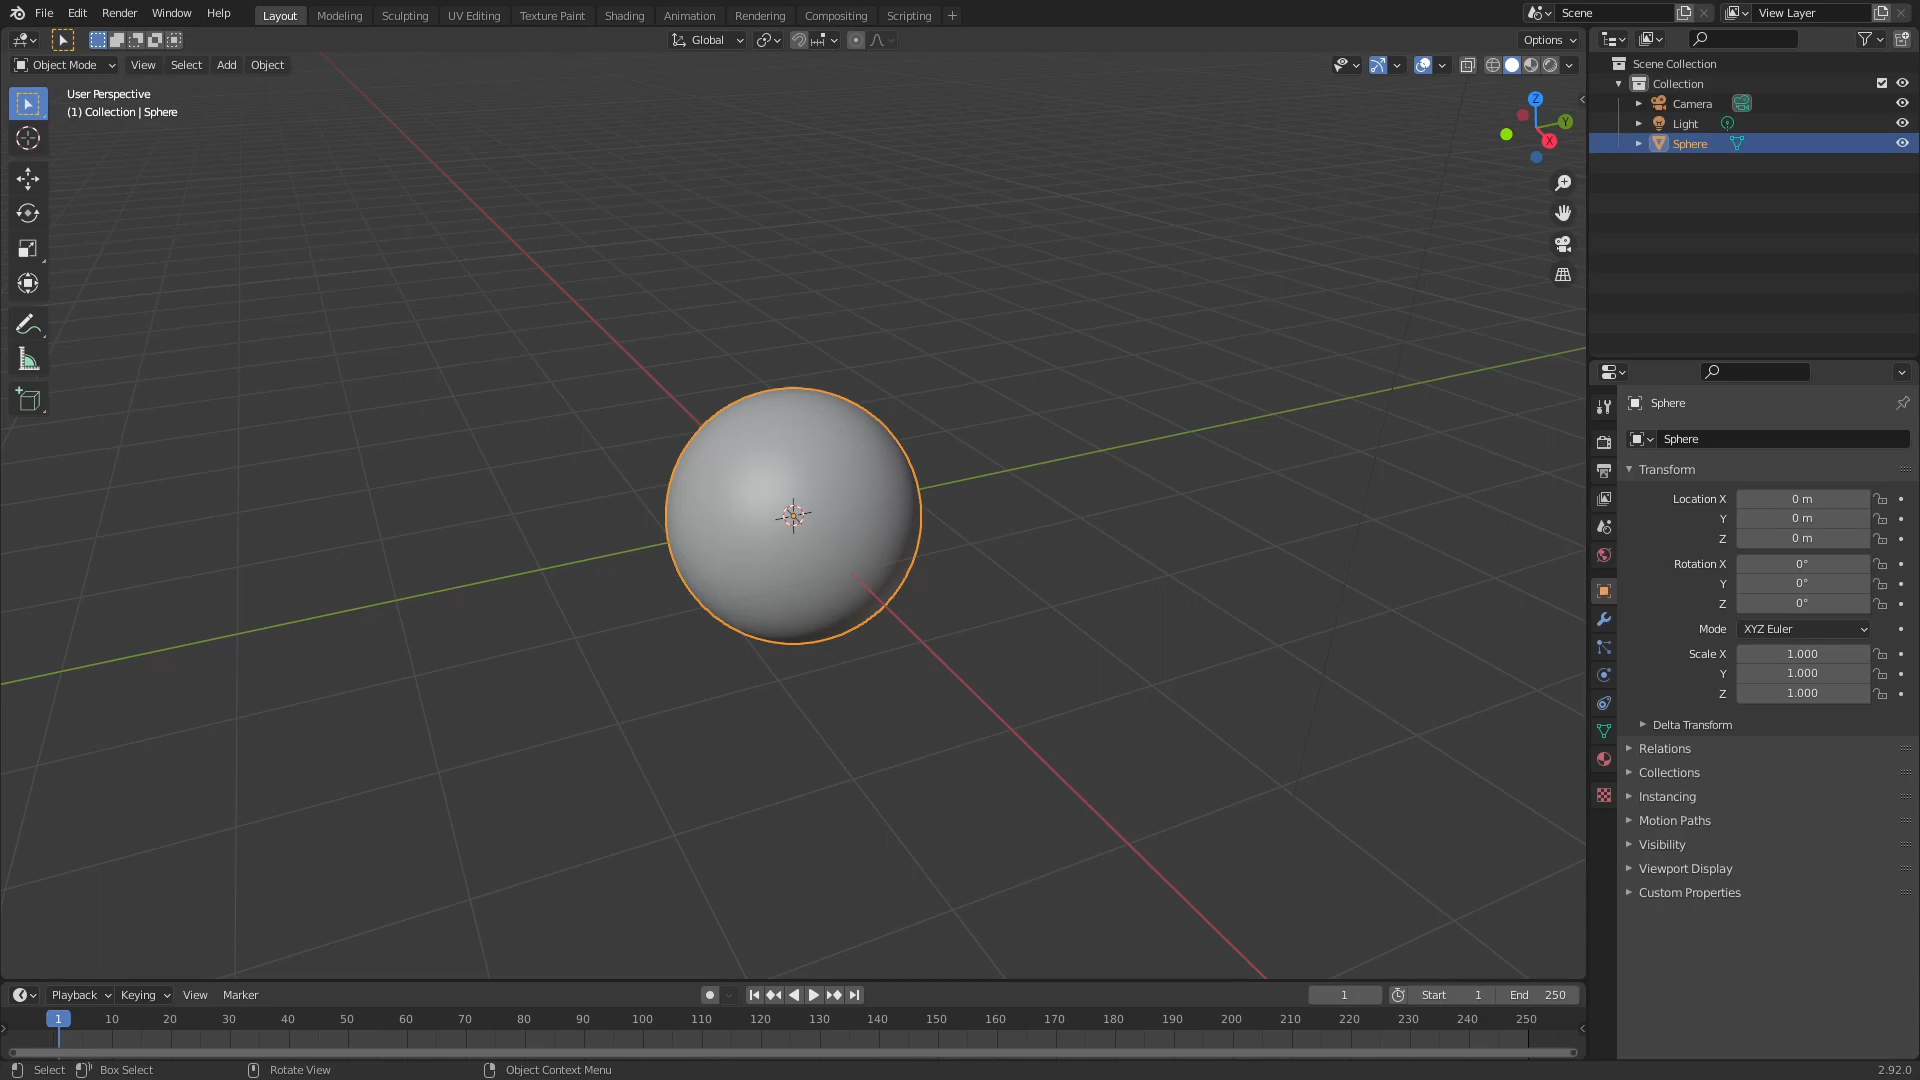 File Edit Render Window Help Layout Modeling Sculpting UV Editing Texture Paint Shading Animation Rendering Compositing Scripting + Scene View Layer
Global Options
Object Mode View Select Add Object
User Perspective
(1) Collection | Sphere
Z
Y
X
Scene Collection
Collection
Camera
Light
Sphere
Sphere
Sphere
Transform
Location X 0 m
Y 0 m
Z 0 m
Rotation X 0°
Y 0°
Z 0°
Mode XYZ Euler
Scale X 1.000
Y 1.000
Z 1.000
Delta Transform
Relations
Collections
Instancing
Motion Paths
Visibility
Viewport Display
Custom Properties
Playback Keying View Marker 1 Start 1 End 250
1 10 20 30 40 50 60 70 80 90 100 110 120 130 140 150 160 170 180 190 200 210 220 230 240 250
Select Box Select Rotate View Object Context Menu 2.92.0